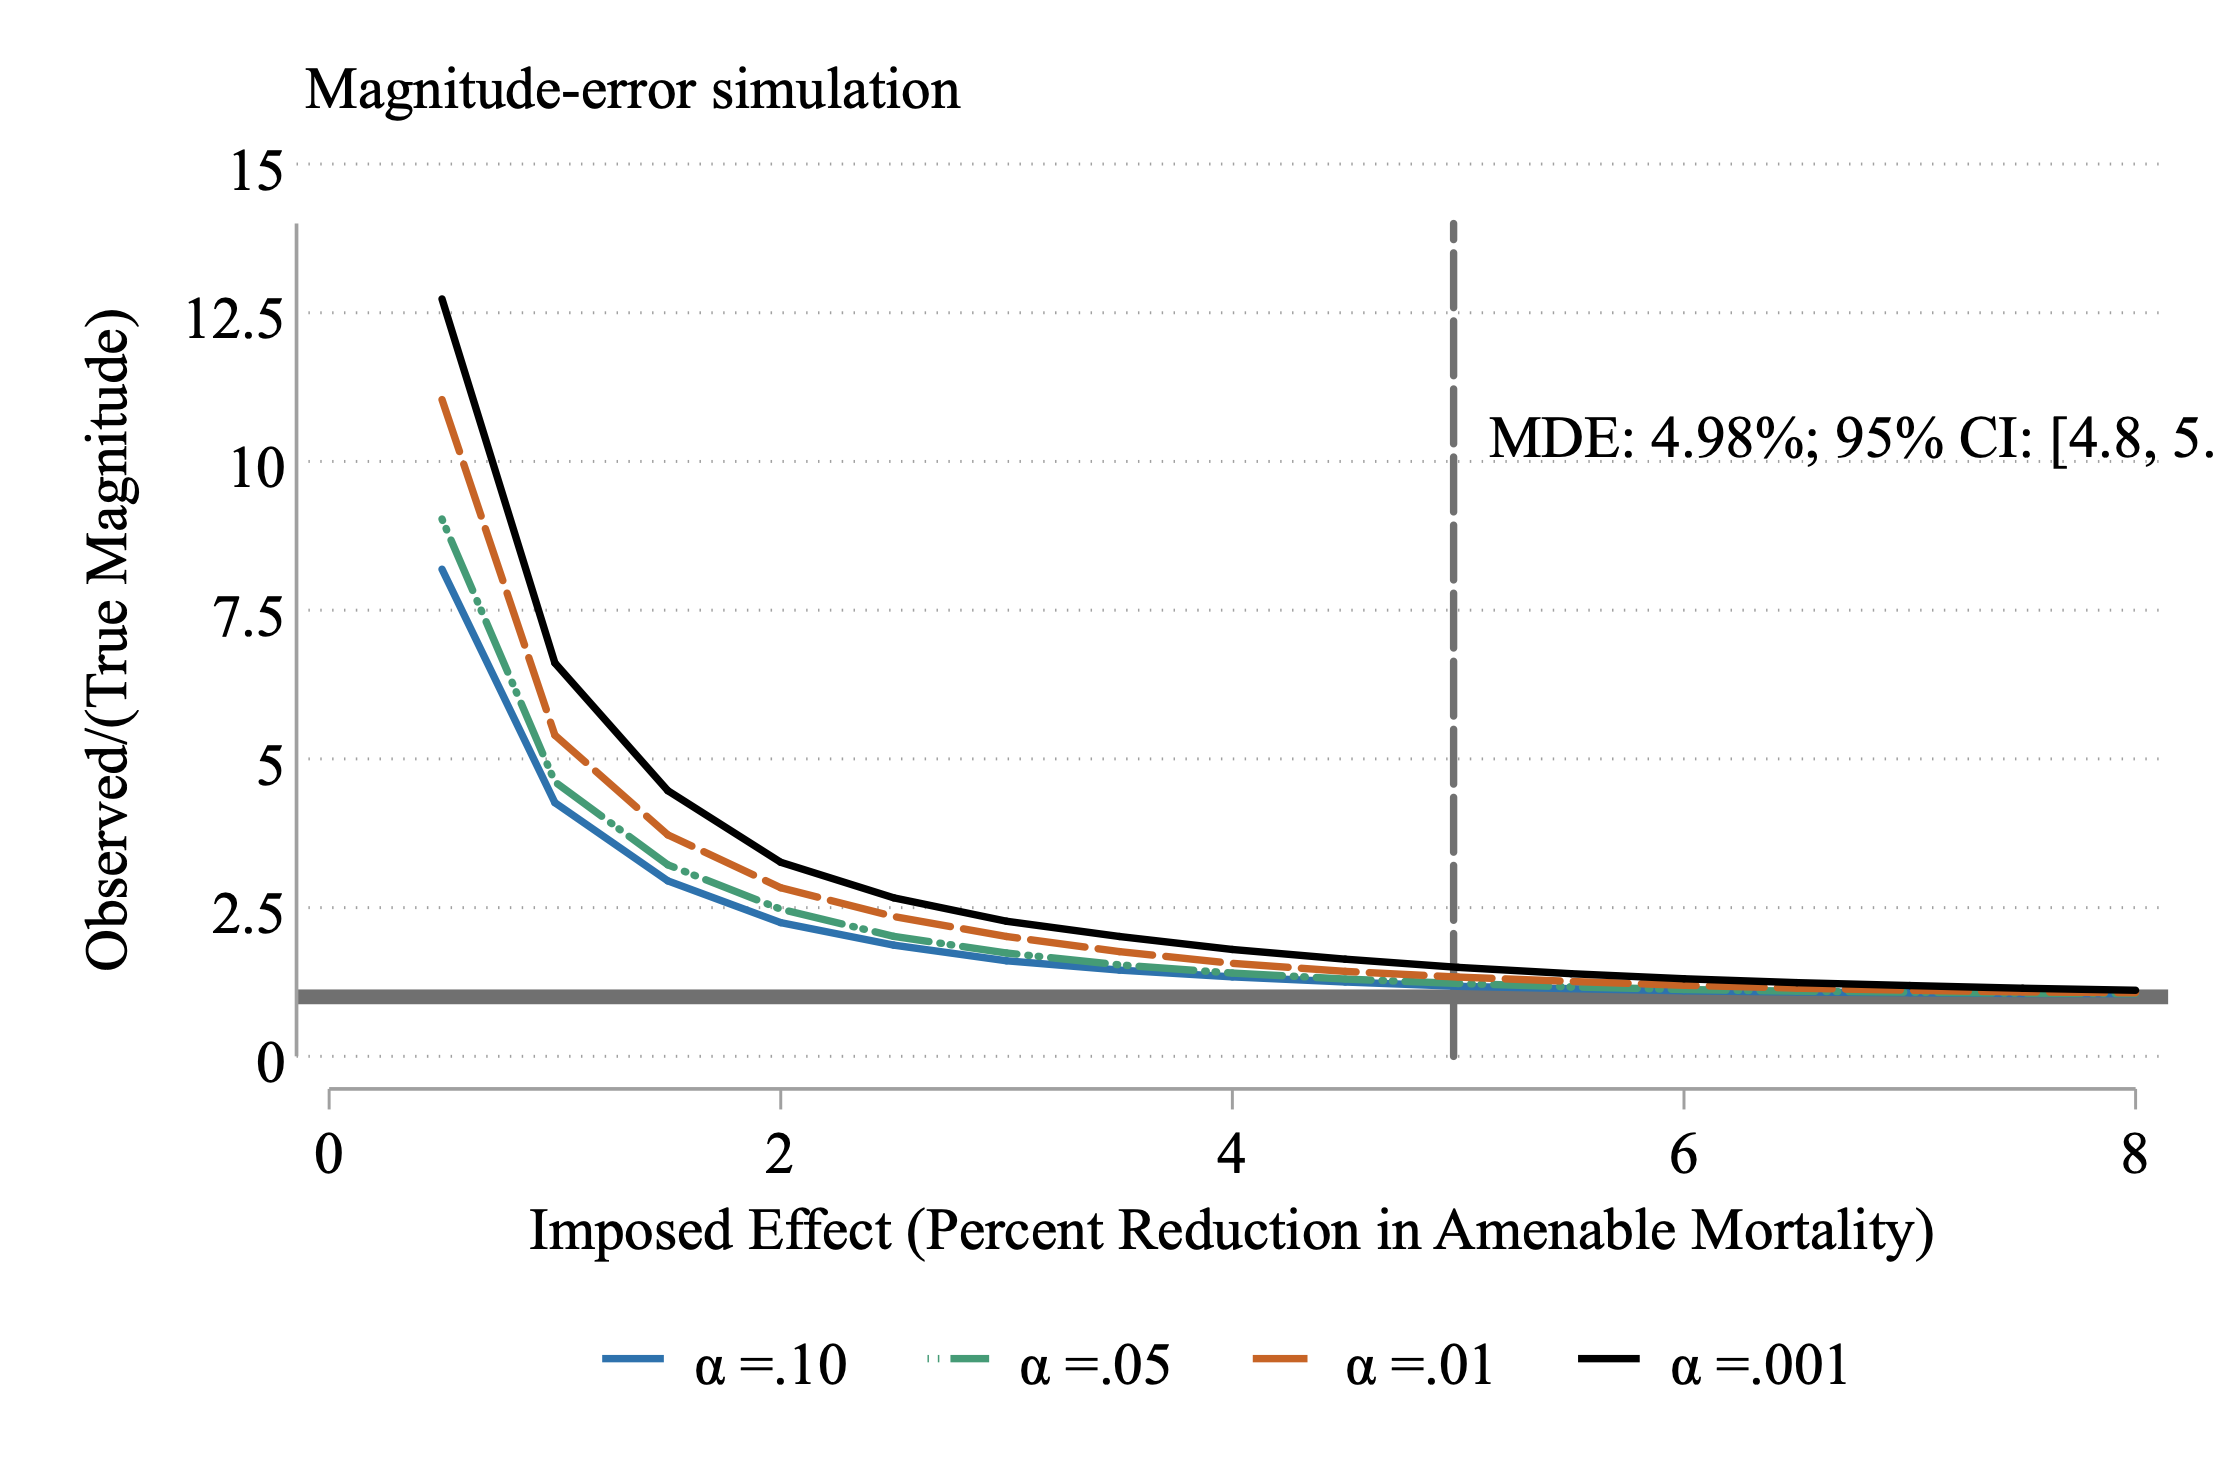 Magnitude-error simulation
15
12.5
10
7.5
5
2.5
0
Observed/(True Magnitude)
MDE: 4.98%; 95% CI: [4.8, 5.
0 2 4 6 8
Imposed Effect (Percent Reduction in Amenable Mortality)
α =.10 α =.05 α =.01 α =.001